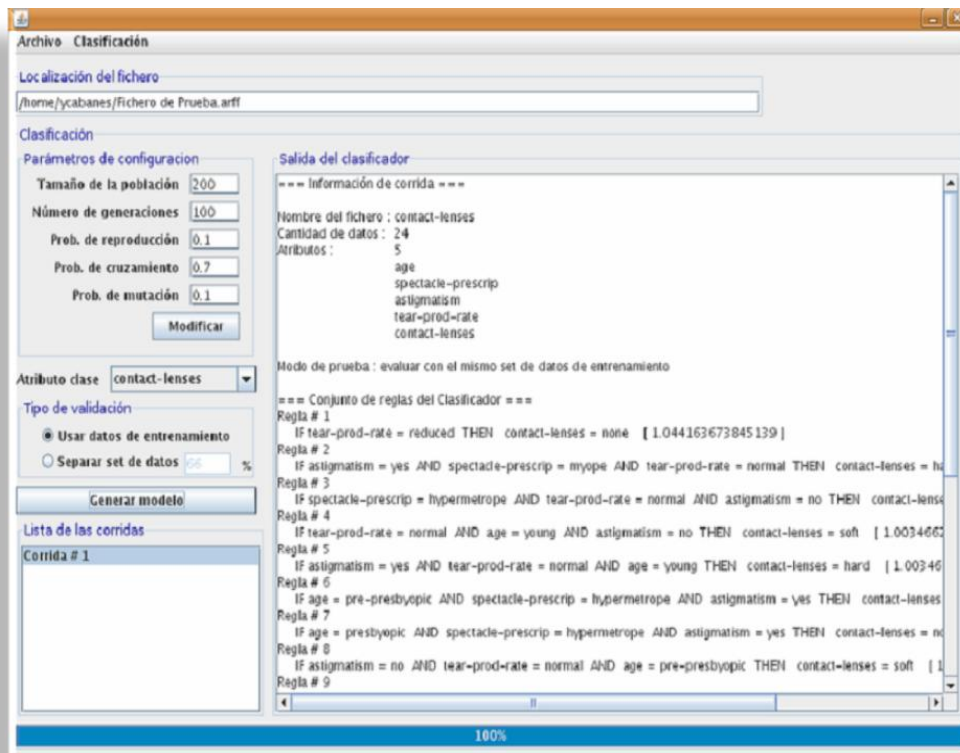 Archivo Clasificación
Localización del fichero
/home/ycabanes/Fichero de Prueba.arff
Clasificación
Parámetros de configuracion
Tamaño de la población 200
Número de generaciones 100
Prob. de reproducción 0.1
Prob. de cruzamiento 0.7
Prob. de mutación 0.1
Modificar
Atributo clase contact-lenses
Tipo de validación
Usar datos de entrenamiento
Separar set de datos 66 %
Generar modelo
Lista de las corridas
Corrida # 1
Salida del clasificador
=== Información de corrida ===
Nombre del fichero : contact-lenses
Cantidad de datos : 24
Atributos : 5
age
spectacle-prescrip
astigmatism
tear-prod-rate
contact-lenses
Modo de prueba : evaluar con el mismo set de datos de entrenamiento
=== Conjunto de reglas del Clasificador ===
Regla # 1
IF tear-prod-rate = reduced THEN contact-lenses = none [ 1.044163673845139 ]
Regla # 2
IF astigmatism = yes AND spectacle-prescrip = myope AND tear-prod-rate = normal THEN contact-lenses = ha
Regla # 3
IF spectacle-prescrip = hypermetrope AND tear-prod-rate = normal AND astigmatism = no THEN contact-lense
Regla # 4
IF tear-prod-rate = normal AND age = young AND astigmatism = no THEN contact-lenses = soft [ 1.003466
Regla # 5
IF astigmatism = yes AND tear-prod-rate = normal AND age = young THEN contact-lenses = hard [ 1.00346
Regla # 6
IF age = pre-presbyopic AND spectacle-prescrip = hypermetrope AND astigmatism = yes THEN contact-lenses
Regla # 7
IF age = presbyopic AND spectacle-prescrip = hypermetrope AND astigmatism = yes THEN contact-lenses = no
Regla # 8
IF astigmatism = no AND tear-prod-rate = normal AND age = pre-presbyopic THEN contact-lenses = soft [ 1
Regla # 9
100%